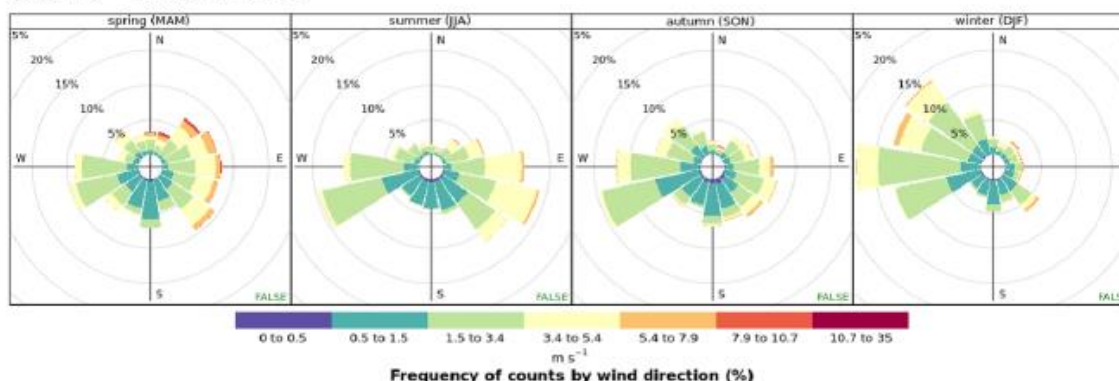 spring (MAM) summer (JJA) autumn (SON) winter (DJF)
5% N N N N
20% 20% 20% 20%
15% 15% 15% 15%
10% 10% 10% 10%
5% 5% 5% 5%
W E W E W E W E
S FALSE S FALSE S FALSE S FALSE
0 to 0.5 0.5 to 1.5 1.5 to 3.4 3.4 to 5.4 5.4 to 7.9 7.9 to 10.7 10.7 to 35
m s⁻¹
Frequency of counts by wind direction (%)